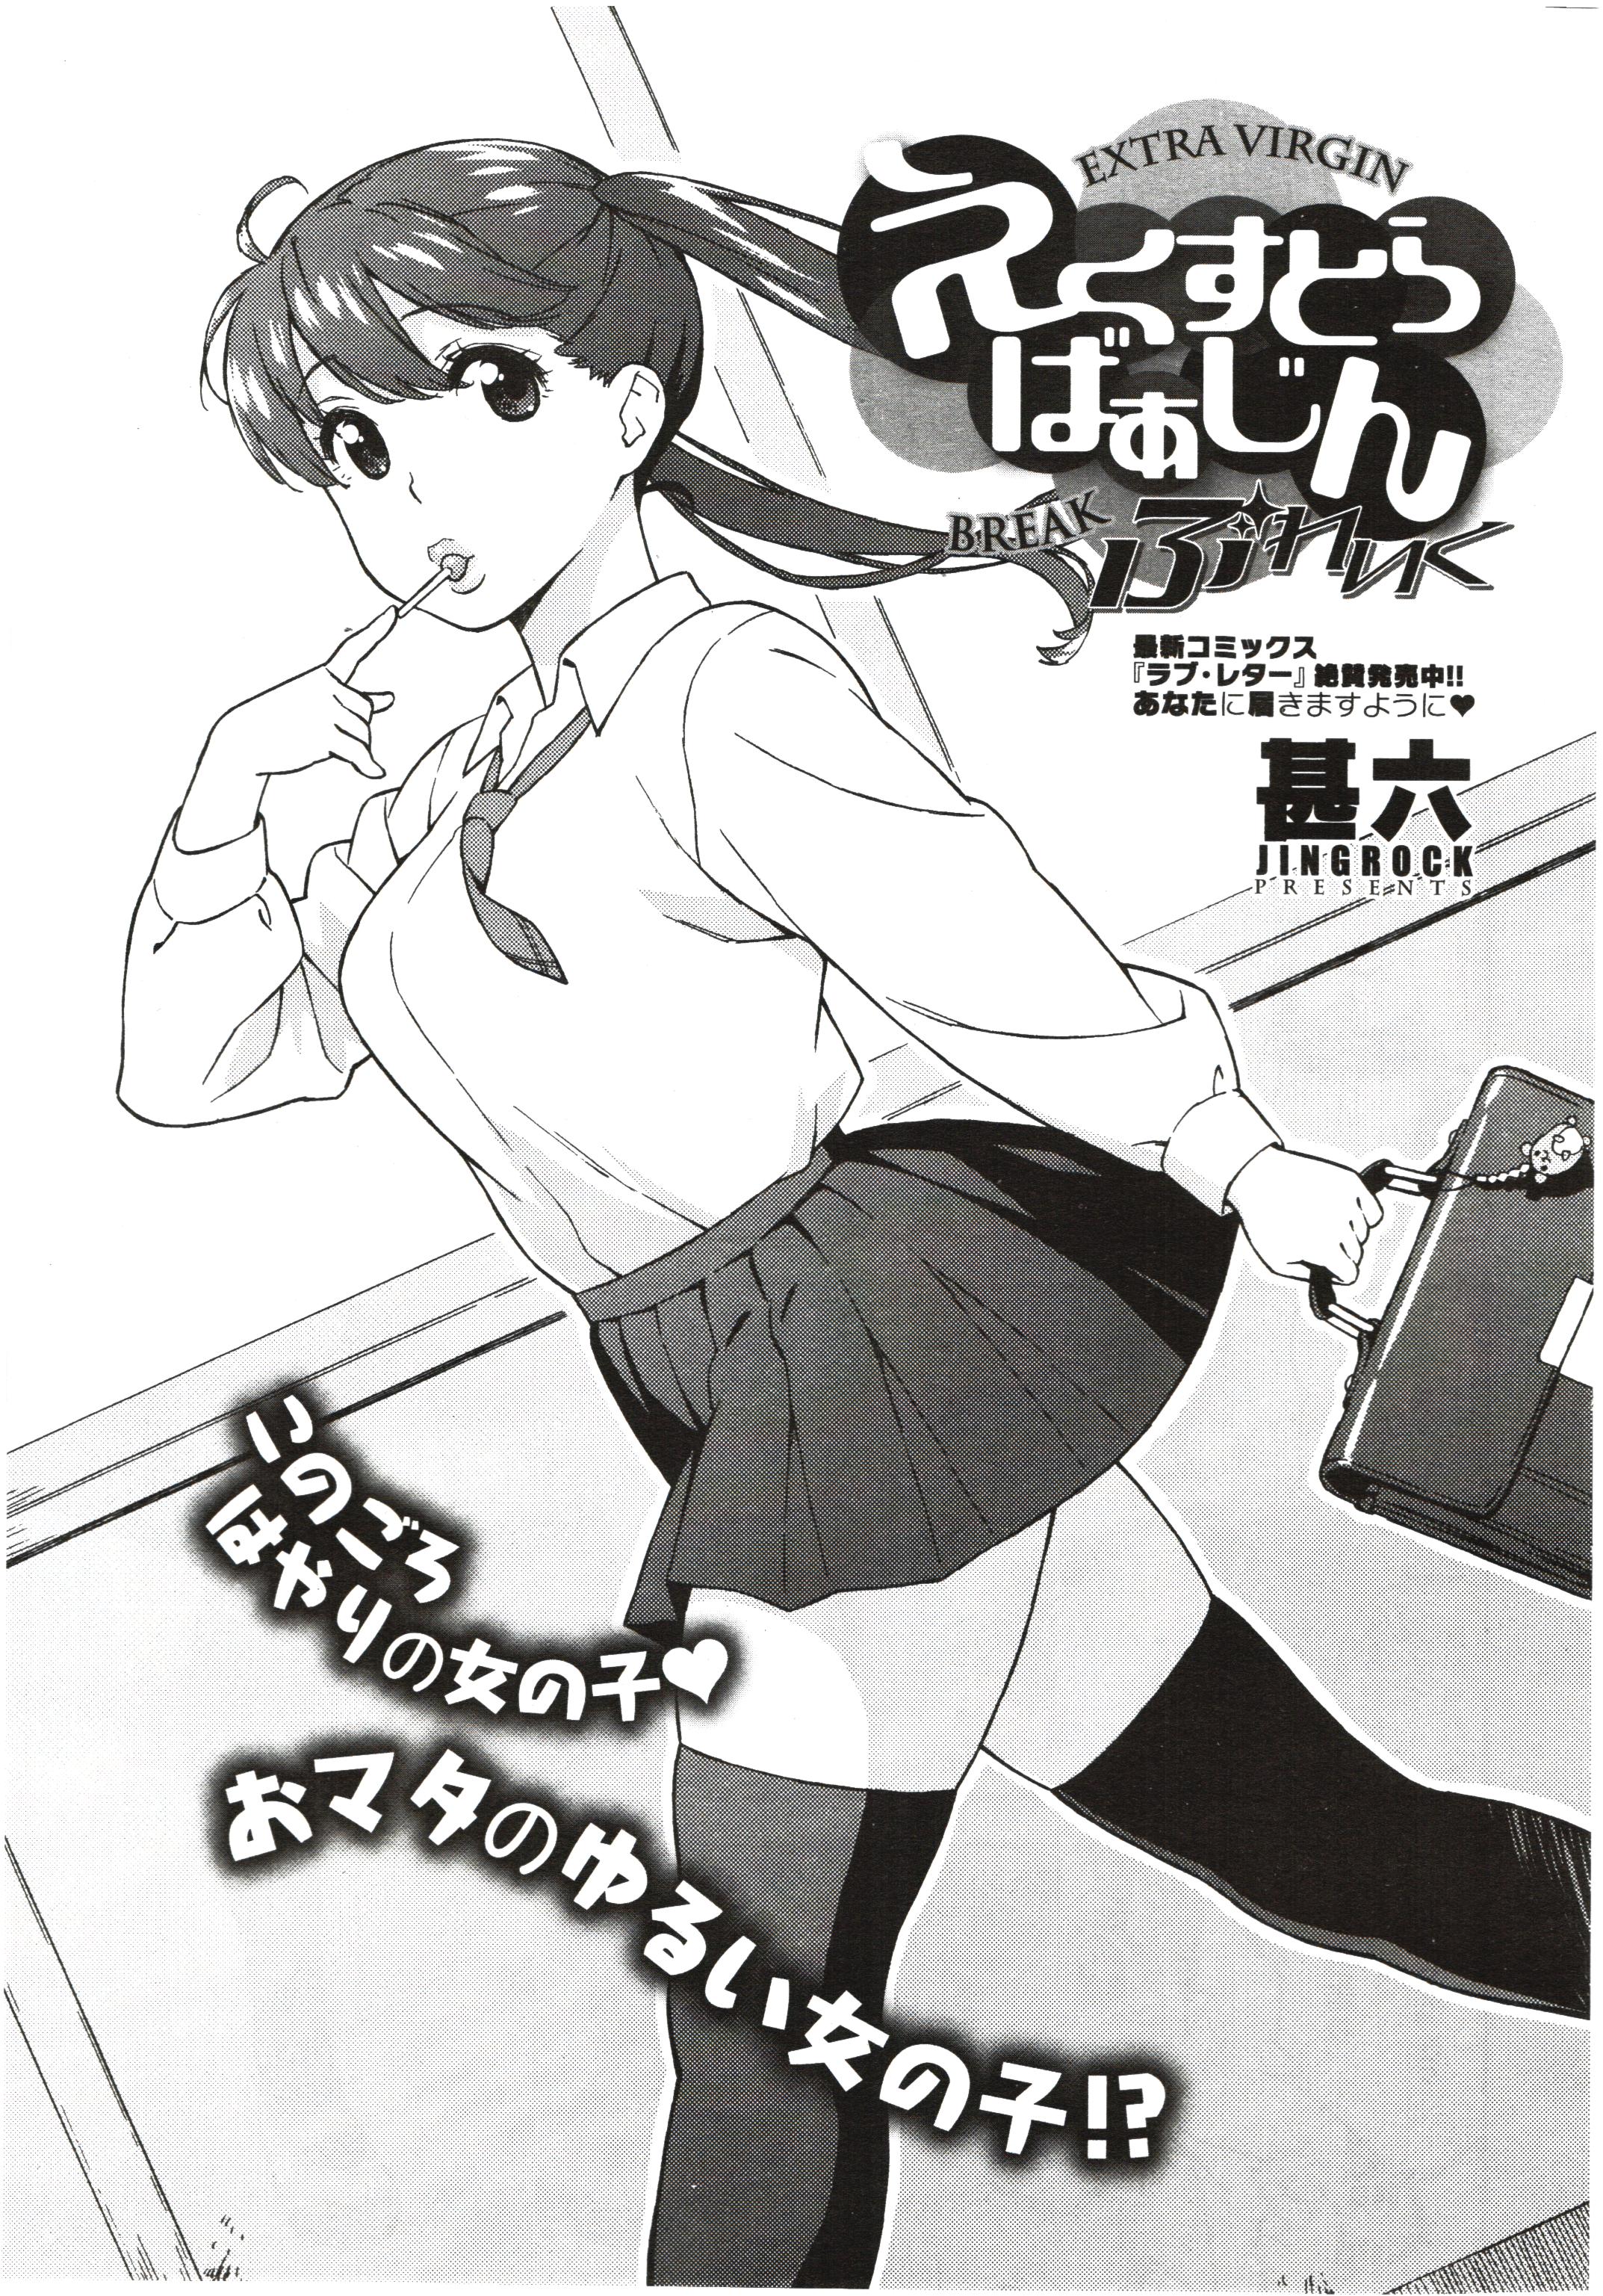 EXTRA VIRGIN
えくすとら
ばぁじん
BREAK
ぶれいく
最新コミックス
『ラブ・レター』絶賛発売中!!
あなたに届きますように♥
甚六
JINGROCK
PRESENTS
いのごろ
はやりの女の子♥
おマタのゆるい女の子!?